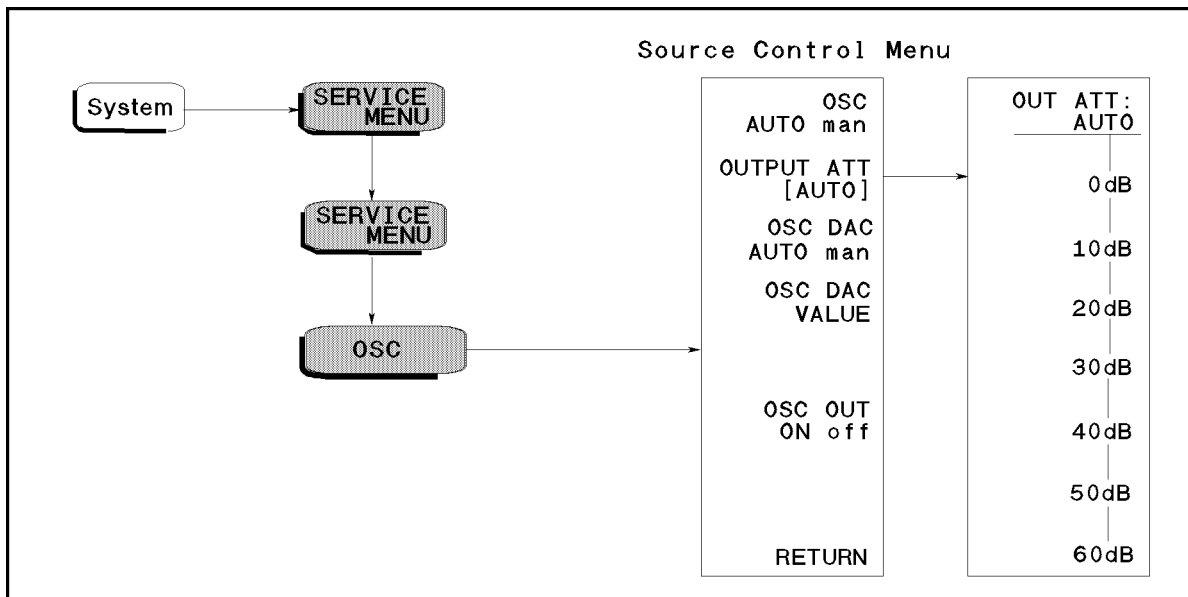 Source Control Menu
System
SERVICE
MENU
SERVICE
MENU
OSC
OSC
AUTO man
OUTPUT ATT
[AUTO]
OSC DAC
AUTO man
OSC DAC
VALUE
OSC OUT
ON off
RETURN
OUT ATT:
AUTO
0dB
10dB
20dB
30dB
40dB
50dB
60dB